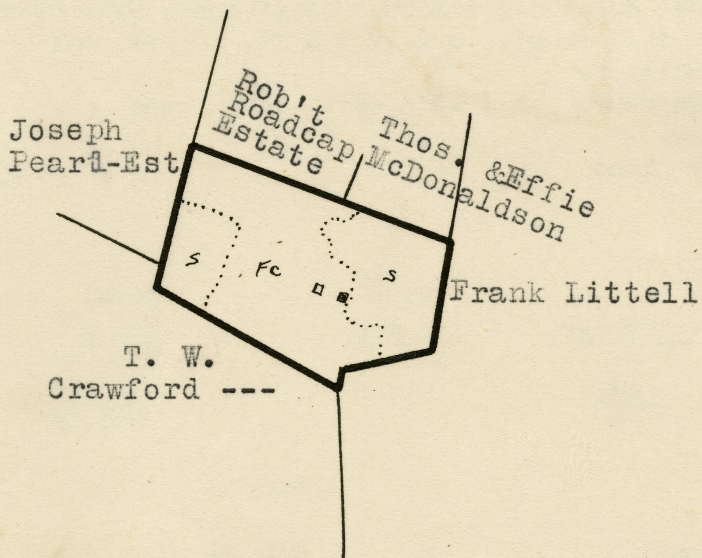 Rob't
Roadcap
Estate
Thos. &Effie
McDonaldson
Joseph
Pearl-Est
S
FC
S
Frank Littell
T. W.
Crawford ---